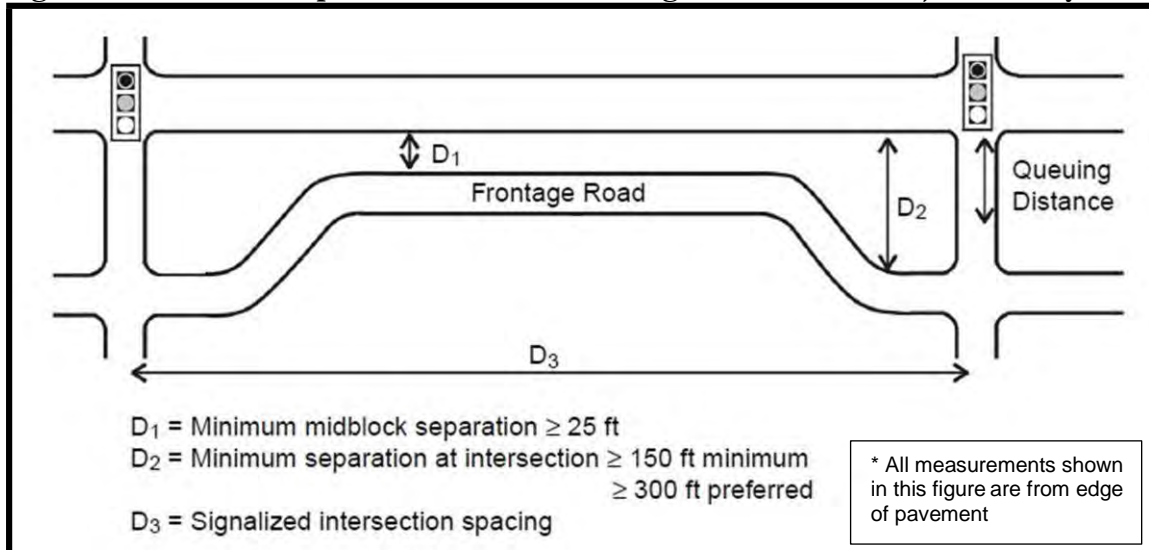 D1
Frontage Road
D2
Queuing
Distance
D3
D1 = Minimum midblock separation ≥ 25 ft
D2 = Minimum separation at intersection ≥ 150 ft minimum
≥ 300 ft preferred
D3 = Signalized intersection spacing
* All measurements shown
in this figure are from edge
of pavement